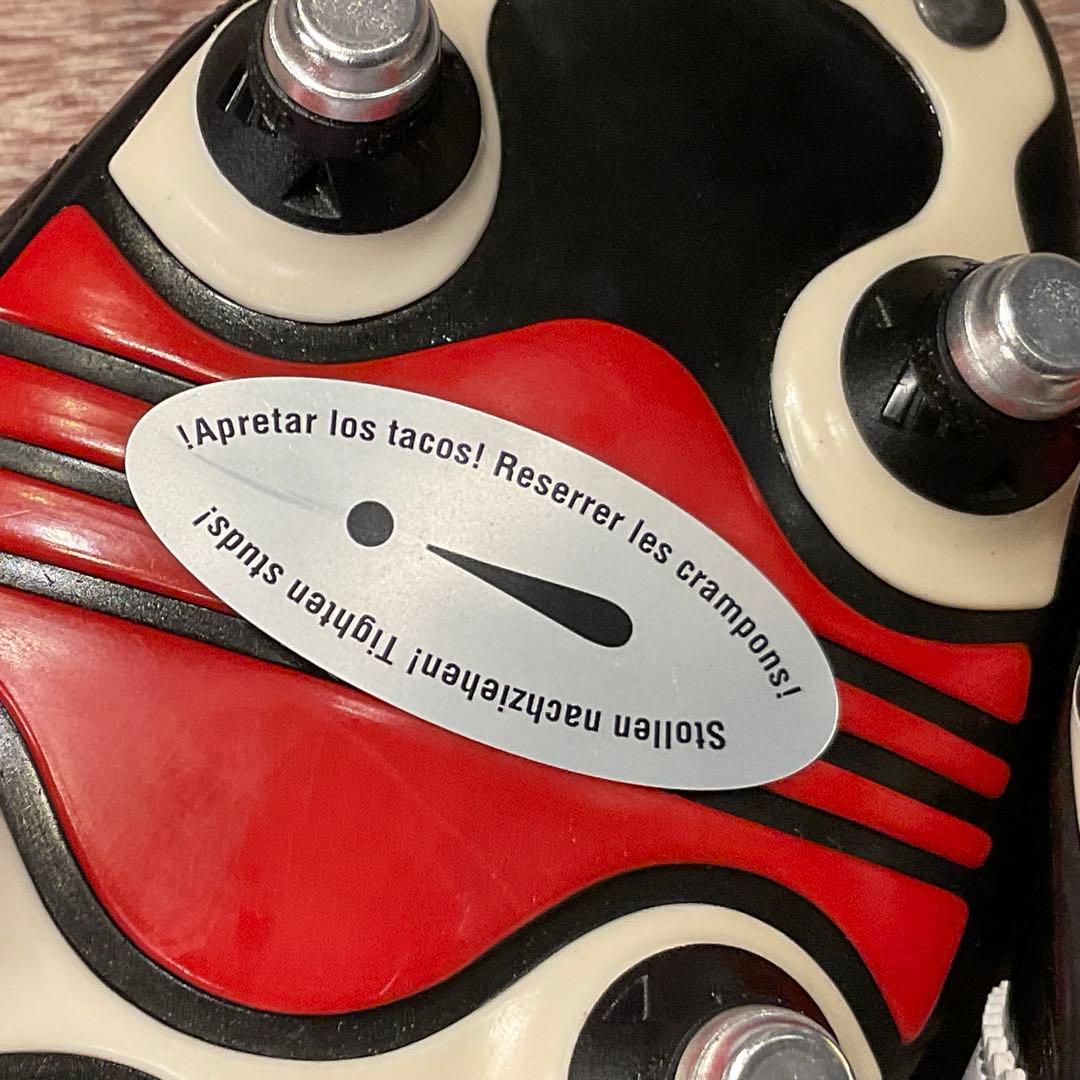 ¡Apretar los tacos! Reserrer les crampons!
Stollen nachziehen! Tighten studs!